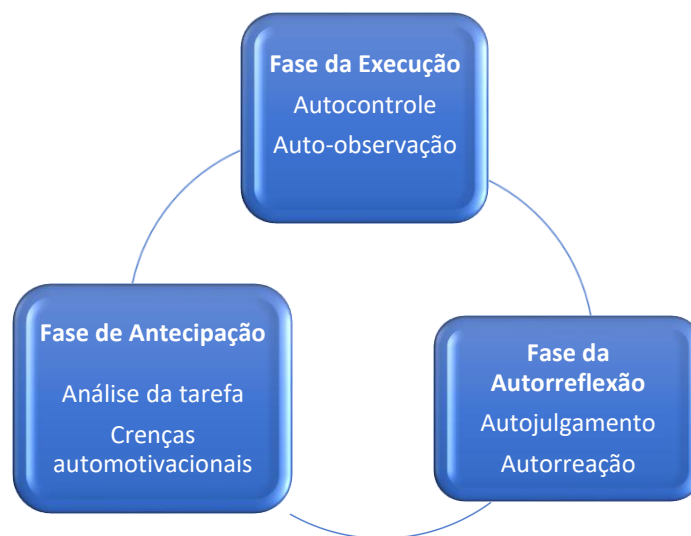 Fase da Execução
Autocontrole
Auto-observação
Fase de Antecipação
Análise da tarefa
Crenças
automotivacionais
Fase da
Autorreflexão
Autojulgamento
Autorreação